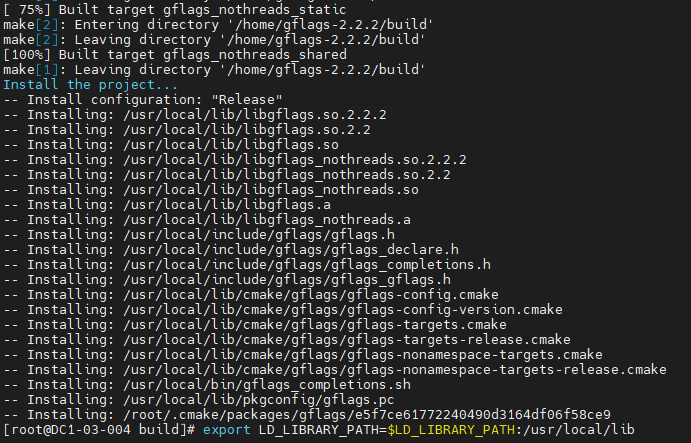 [ 75%] Built target gflags_nothreads_static
make[2]: Entering directory '/home/gflags-2.2.2/build'
make[2]: Leaving directory '/home/gflags-2.2.2/build'
[100%] Built target gflags_nothreads_shared
make[1]: Leaving directory '/home/gflags-2.2.2/build'
Install the project...
-- Install configuration: "Release"
-- Installing: /usr/local/lib/libgflags.so.2.2.2
-- Installing: /usr/local/lib/libgflags.so.2.2
-- Installing: /usr/local/lib/libgflags.so
-- Installing: /usr/local/lib/libgflags_nothreads.so.2.2.2
-- Installing: /usr/local/lib/libgflags_nothreads.so.2.2
-- Installing: /usr/local/lib/libgflags_nothreads.so
-- Installing: /usr/local/lib/libgflags.a
-- Installing: /usr/local/lib/libgflags_nothreads.a
-- Installing: /usr/local/include/gflags/gflags.h
-- Installing: /usr/local/include/gflags/gflags_declare.h
-- Installing: /usr/local/include/gflags/gflags_completions.h
-- Installing: /usr/local/include/gflags/gflags_gflags.h
-- Installing: /usr/local/lib/cmake/gflags/gflags-config.cmake
-- Installing: /usr/local/lib/cmake/gflags/gflags-config-version.cmake
-- Installing: /usr/local/lib/cmake/gflags/gflags-targets.cmake
-- Installing: /usr/local/lib/cmake/gflags/gflags-targets-release.cmake
-- Installing: /usr/local/lib/cmake/gflags/gflags-nonamespace-targets.cmake
-- Installing: /usr/local/lib/cmake/gflags/gflags-nonamespace-targets-release.cmake
-- Installing: /usr/local/bin/gflags_completions.sh
-- Installing: /usr/local/lib/pkgconfig/gflags.pc
-- Installing: /root/.cmake/packages/gflags/e5f7ce61772240490d3164df06f58ce9
[root@DC1-03-004 build]# export LD_LIBRARY_PATH=$LD_LIBRARY_PATH:/usr/local/lib